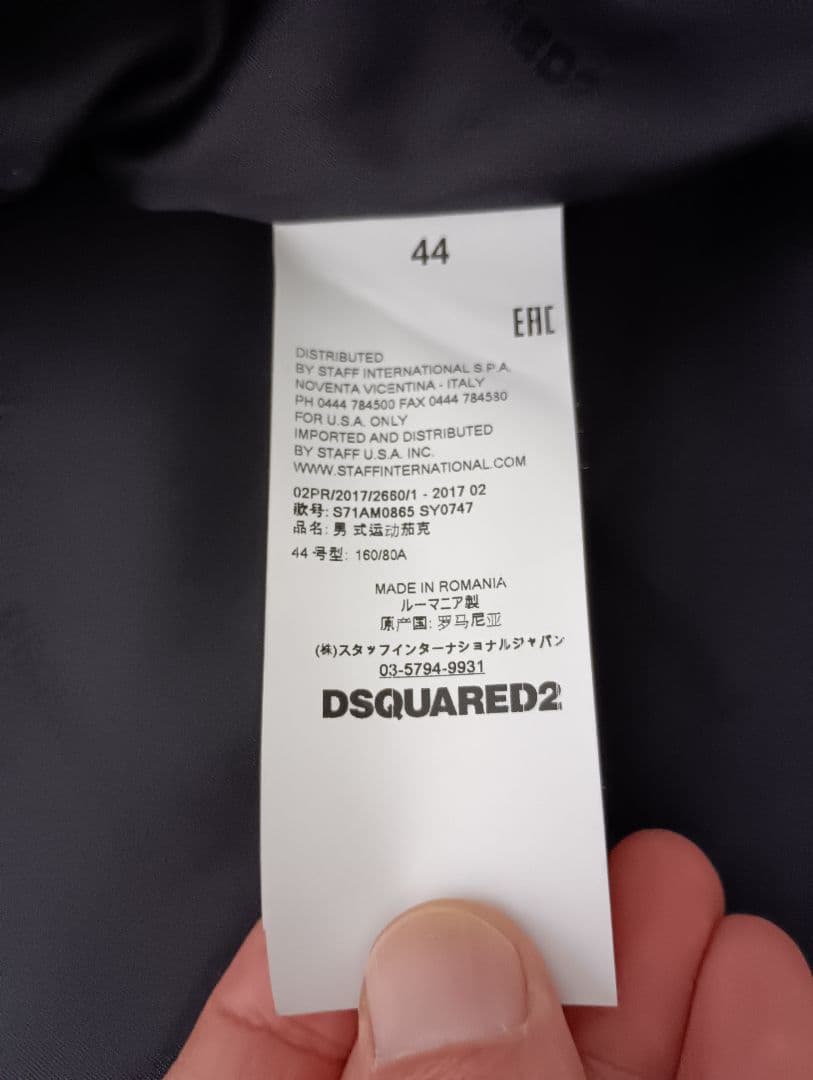 44
EAC
DISTRIBUTED
BY STAFF INTERNATIONAL S.P.A.
NOVENTA VICENTINA - ITALY
PH 0444 784500 FAX 0444 784580
FOR U.S.A. ONLY
IMPORTED AND DISTRIBUTED
BY STAFF U.S.A. INC.
WWW.STAFFINTERNATIONAL.COM
02PR/2017/2660/1 - 2017 02
款号: S71AM0865 SY0747
品名: 男 式运动茄克
44 号型: 160/80A
MADE IN ROMANIA
ルーマニア製
原产国: 罗马尼亚
(株)スタッフインターナショナルジャパン
03-5794-9931
DSQUARED2